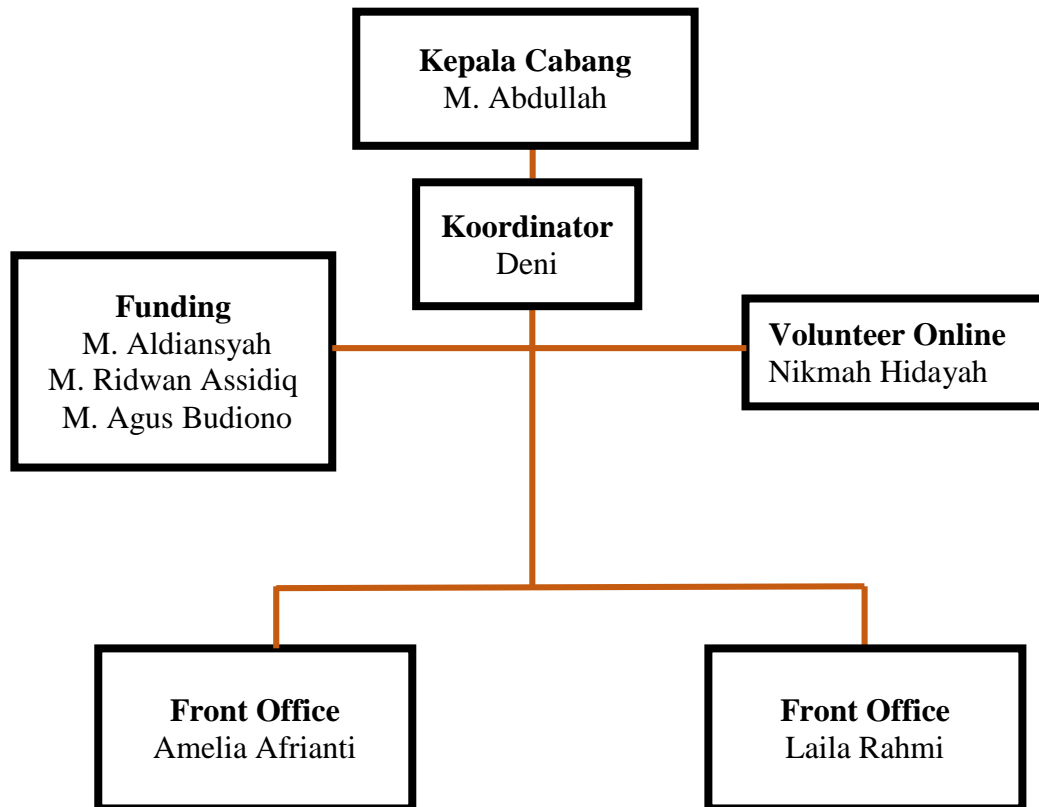 Kepala Cabang
M. Abdullah
Koordinator
Deni
Funding
M. Aldiansyah
M. Ridwan Assidiq
M. Agus Budiono
Volunteer Online
Nikmah Hidayah
Front Office
Amelia Afrianti
Front Office
Laila Rahmi